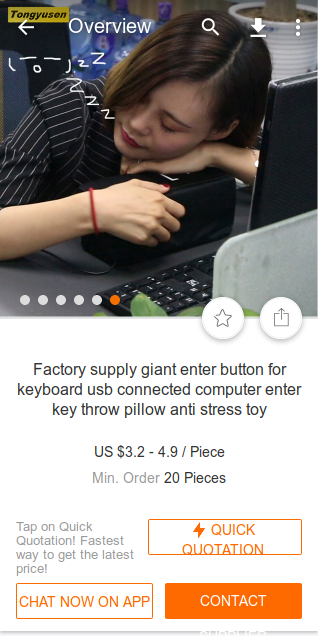 Tongyusen
Overview
(-o-)zzZ
ZZZZ
Factory supply giant enter button for
keyboard usb connected computer enter
key throw pillow anti stress toy
US $3.2 - 4.9 / Piece
Min. Order 20 Pieces
Tap on Quick
Quotation! Fastest
way to get the latest
price!
QUICK
QUOTATION
CHAT NOW ON APP
CONTACT
SUPPLIER